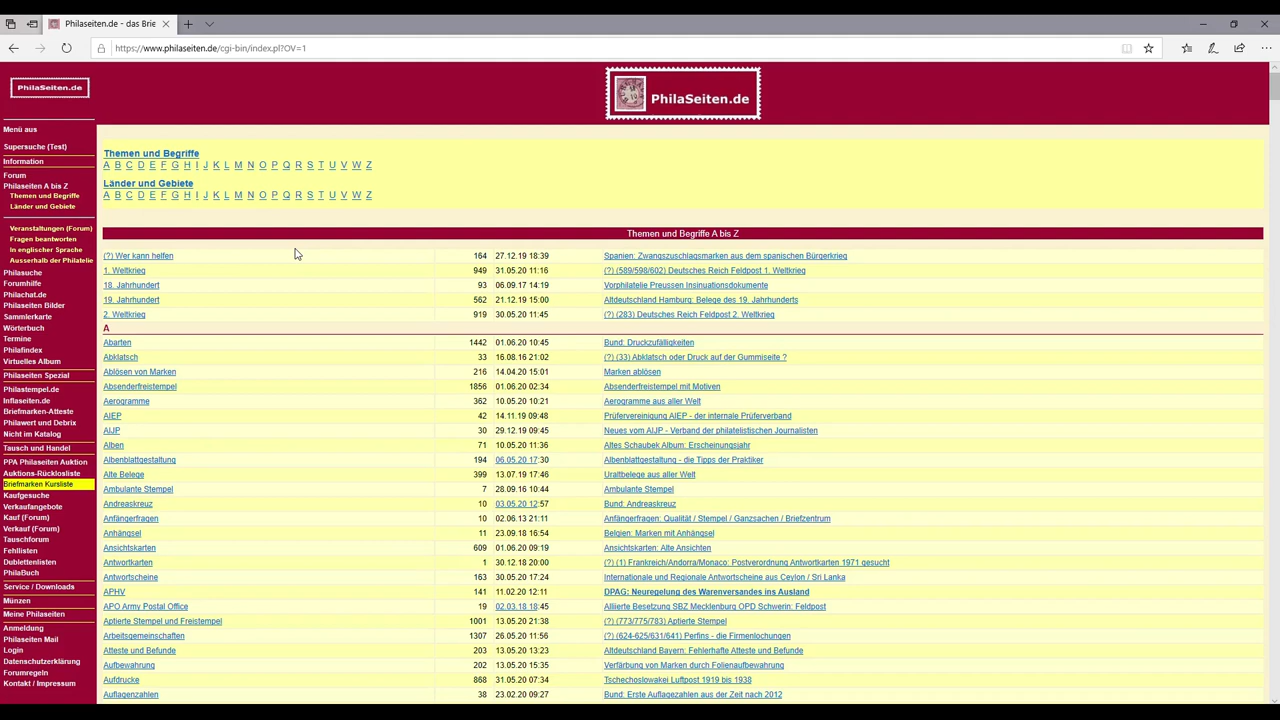 Philaseiten.de - das Brie
https://www.philaseiten.de/cgi-bin/index.pl?OV=1
PhilaSeiten.de
PhilaSeiten.de
Menü aus
Supersuche (Test)
Information
Forum
Philaseiten A bis Z
Themen und Begriffe
Länder und Gebiete
Veranstaltungen (Forum)
Fragen beantworten
In englischer Sprache
Ausserhalb der Philatelie
Philasuche
Forumhilfe
Philachat.de
Philaseiten Bilder
Sammlerkarte
Wörterbuch
Termine
Philafindex
Virtuelles Album
Philaseiten Spezial
Philastempel.de
Inflaseiten.de
Briefmarken-Atteste
Philawert und Debrix
Nicht im Katalog
Tausch und Handel
PPA Philaseiten Auktion
Auktions-Rücklosliste
Briefmarken Kursliste
Kaufgesuche
Verkaufangebote
Kauf (Forum)
Verkauf (Forum)
Tauschforum
Fehllisten
Dublettenlisten
PhilaBuch
Service / Downloads
Münzen
Meine Philaseiten
Anmeldung
Philaseiten Mail
Login
Datenschutzerklärung
Forumregeln
Kontakt / Impressum
Themen und Begriffe
A B C D E F G H I J K L M N O P Q R S T U V W Z
Länder und Gebiete
A B C D E F G H I J K L M N O P Q R S T U V W Z
Themen und Begriffe A bis Z
(?) Wer kann helfen 164 27.12.19 18:39 Spanien: Zwangszuschlagsmarken aus dem spanischen Bürgerkrieg
1. Weltkrieg 949 31.05.20 11:16 (?) (589/598/602) Deutsches Reich Feldpost 1. Weltkrieg
18. Jahrhundert 93 06.09.17 14:19 Vorphilatelie Preussen Insinuationsdokumente
19. Jahrhundert 562 21.12.19 15:00 Altdeutschland Hamburg: Belege des 19. Jahrhunderts
2. Weltkrieg 919 30.05.20 11:45 (?) (283) Deutsches Reich Feldpost 2. Weltkrieg
A
Abarten 1442 01.06.20 10:45 Bund: Druckzufälligkeiten
Abklatsch 33 16.08.16 21:02 (?) (33) Abklatsch oder Druck auf der Gummiseite ?
Ablösen von Marken 216 14.04.20 15:01 Marken ablösen
Absenderfreistempel 1856 01.06.20 02:34 Absenderfreistempel mit Motiven
Aerogramme 362 10.05.20 10:21 Aerogramme aus aller Welt
AIEP 42 14.11.19 09:48 Prüfervereinigung AIEP - der internale Prüferverband
AIJP 30 29.12.19 09:45 Neues vom AIJP - Verband der philatelistischen Journalisten
Alben 71 10.05.20 11:36 Altes Schaubek Album: Erscheinungsjahr
Albenblattgestaltung 194 06.05.20 17:30 Albenblattgestaltung - die Tipps der Praktiker
Alte Belege 399 13.07.19 17:46 Uraltbelege aus aller Welt
Ambulante Stempel 7 28.09.16 10:44 Ambulante Stempel
Andreaskreuz 10 03.05.20 12:57 Bund: Andreaskreuz
Anfängerfragen 10 02.06.13 21:11 Anfängerfragen: Qualität / Stempel / Ganzsachen / Briefzentrum
Anhängsel 11 23.09.18 16:54 Belgien: Marken mit Anhängsel
Ansichtskarten 609 01.06.20 09:19 Ansichtskarten: Alte Ansichten
Antwortkarten 1 30.12.18 20:00 (?) (1) Frankreich/Andorra/Monaco: Postverordnung Antwortkarten 1971 gesucht
Antwortscheine 163 30.05.20 17:24 Internationale und Regionale Antwortscheine aus Ceylon / Sri Lanka
APHV 141 11.02.20 12:11 DPAG: Neuregelung des Warenversandes ins Ausland
APO Army Postal Office 19 02.03.18 18:45 Allierte Besetzung SBZ Mecklenburg OPD Schwerin: Feldpost
Aptierte Stempel und Freistempel 1001 13.05.20 21:38 (?) (773/775/783) Aptierte Stempel
Arbeitsgemeinschaften 1307 26.05.20 11:56 (?) (624-625/631/641) Perfins - die Firmenlochungen
Atteste und Befunde 203 13.05.20 13:23 Altdeutschland Bayern: Fehlerhafte Atteste und Befunde
Aufbewahrung 202 13.05.20 15:35 Verfärbung von Marken durch Folienaufbewahrung
Aufdrucke 868 31.05.20 07:34 Tschechoslowakei Luftpost 1919 bis 1938
Auflagenzahlen 38 23.02.20 09:27 Bund: Erste Auflagezahlen aus der Zeit nach 2012